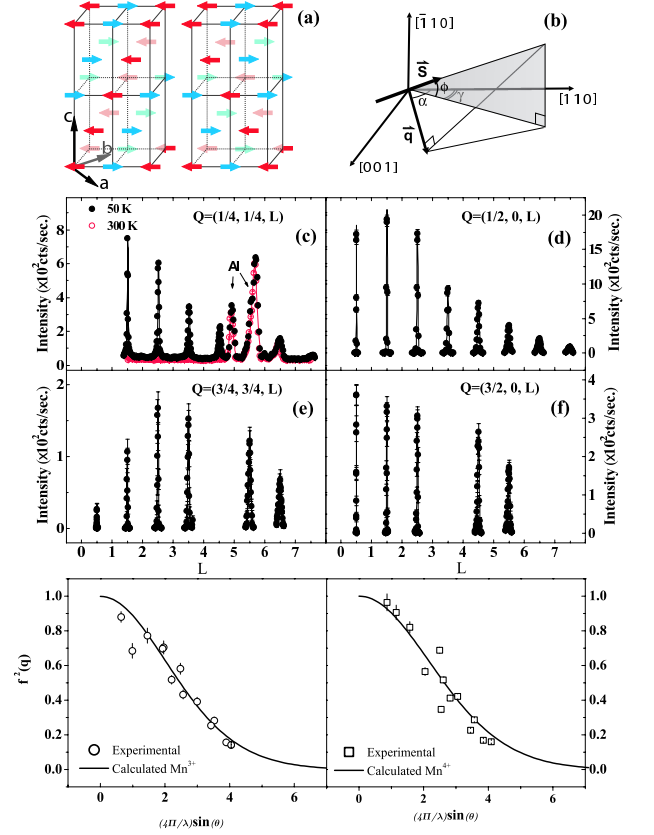 (a)
c
b
a
(b)
[1̄10]
S
ϕ
γ
α
[110]
q
[001]
50 K
300 K
Q=(1/4, 1/4, L)
(c)
Al
Intensity (×10²cts/sec.)
8
6
4
2
0
Q=(1/2, 0, L)
(d)
20
15
10
5
0
Intensity (×10²cts/sec.)
Q=(3/4, 3/4, L)
(e)
Intensity (×10²cts/sec.)
2
1
0
0 1 2 3 4 5 6 7
L
Q=(3/2, 0, L)
(f)
4
3
2
1
0
Intensity (×10²cts/sec.)
0 1 2 3 4 5 6 7
L
f²(q)
1.0
0.8
0.6
0.4
0.2
0.0
Experimental
Calculated Mn³⁺
0 2 4 6
(4Π/λ)sin(θ)
1.0
0.8
0.6
0.4
0.2
0.0
Experimental
Calculated Mn⁴⁺
0 2 4 6
(4Π/λ)sin(θ)